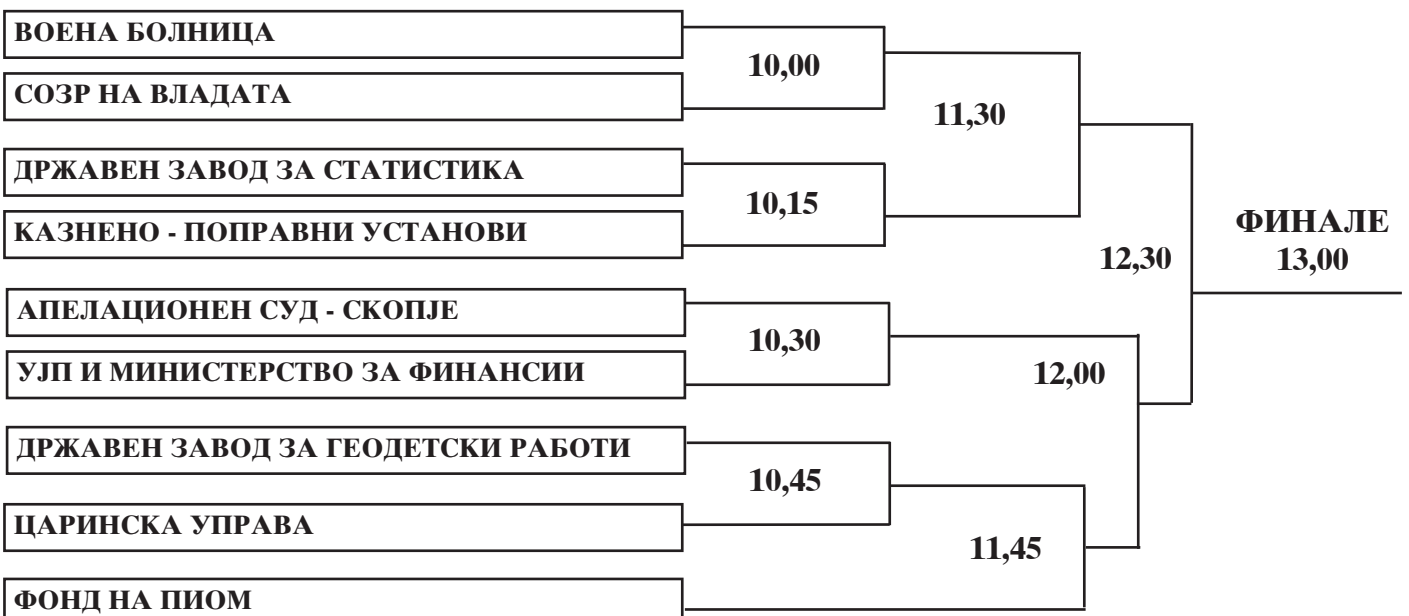 ВОЕНА БОЛНИЦА
СОЗР НА ВЛАДАТА
10,00
11,30
ДРЖАВЕН ЗАВОД ЗА СТАТИСТИКА
КАЗНЕНО - ПОПРАВНИ УСТАНОВИ
10,15
12,30
ФИНАЛЕ
13,00
АПЕЛАЦИОНЕН СУД - СКОПЈЕ
УЈП И МИНИСТЕРСТВО ЗА ФИНАНСИИ
10,30
12,00
ДРЖАВЕН ЗАВОД ЗА ГЕОДЕТСКИ РАБОТИ
ЦАРИНСКА УПРАВА
10,45
11,45
ФОНД НА ПИОМ